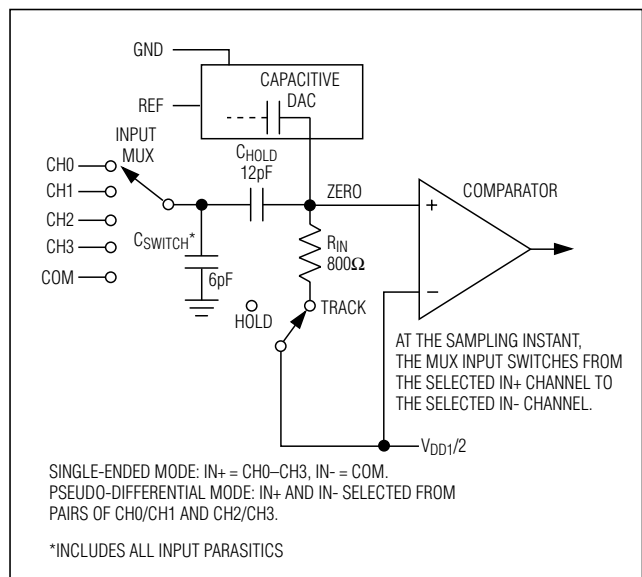 GND
CAPACITIVE
DAC
REF
INPUT
MUX
CHOLD
12pF
CH0
ZERO
COMPARATOR
CH1
+
CH2
RIN
800Ω
CH3
CSWITCH*
COM
6pF
−
HOLD
TRACK
AT THE SAMPLING INSTANT,
THE MUX INPUT SWITCHES FROM
THE SELECTED IN+ CHANNEL TO
THE SELECTED IN- CHANNEL.
VDD1/2
SINGLE-ENDED MODE: IN+ = CH0–CH3, IN- = COM.
PSEUDO-DIFFERENTIAL MODE: IN+ AND IN- SELECTED FROM
PAIRS OF CH0/CH1 AND CH2/CH3.
*INCLUDES ALL INPUT PARASITICS